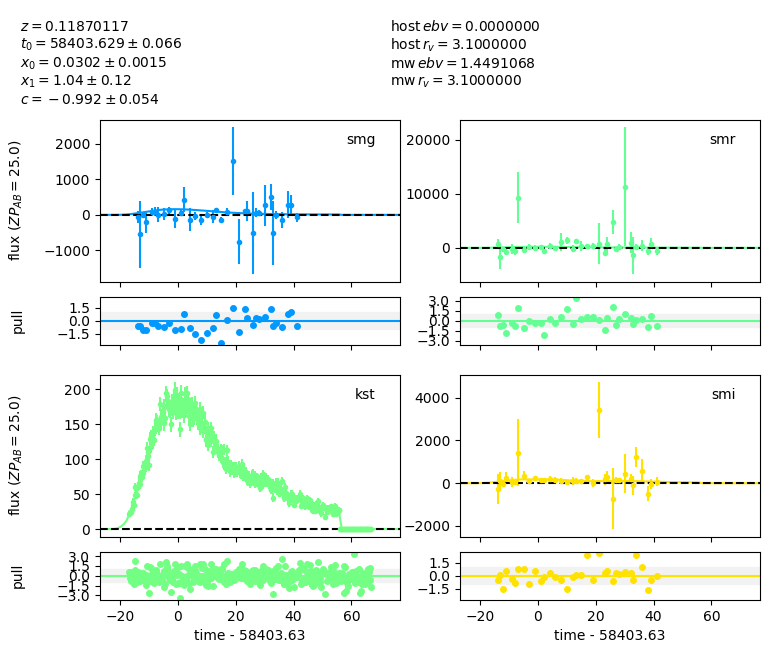 z = 0.11870117
t0 = 58403.629 ± 0.066
x0 = 0.0302 ± 0.0015
x1 = 1.04 ± 0.12
c = −0.992 ± 0.054
host ebv = 0.0000000
host rv = 3.1000000
mw ebv = 1.4491068
mw rv = 3.1000000
flux (ZPAB = 25.0)
2000
1000
0
−1000
smg
20000
10000
0
smr
pull
1.5
0.0
−1.5
3.0
1.5
0.0
−1.5
−3.0
flux (ZPAB = 25.0)
200
150
100
50
0
kst
4000
2000
0
−2000
smi
pull
3.0
1.5
0.0
−1.5
−3.0
1.5
0.0
−1.5
−20 0 20 40 60
−20 0 20 40 60
time - 58403.63
time - 58403.63